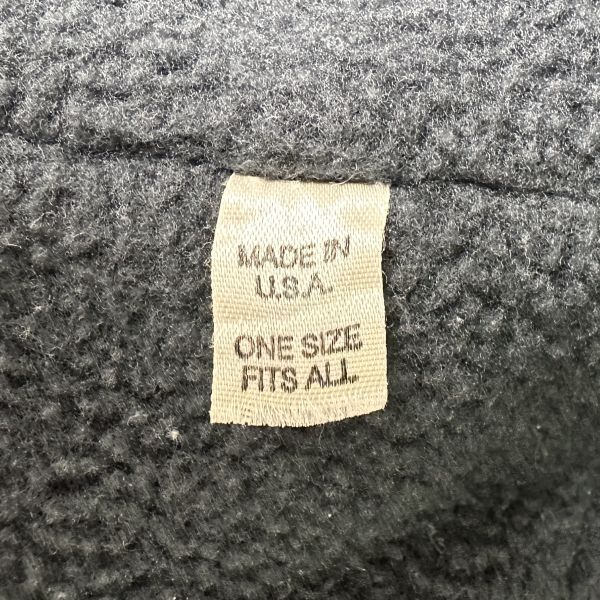 MADE IN
U.S.A.
ONE SIZE
FITS ALL